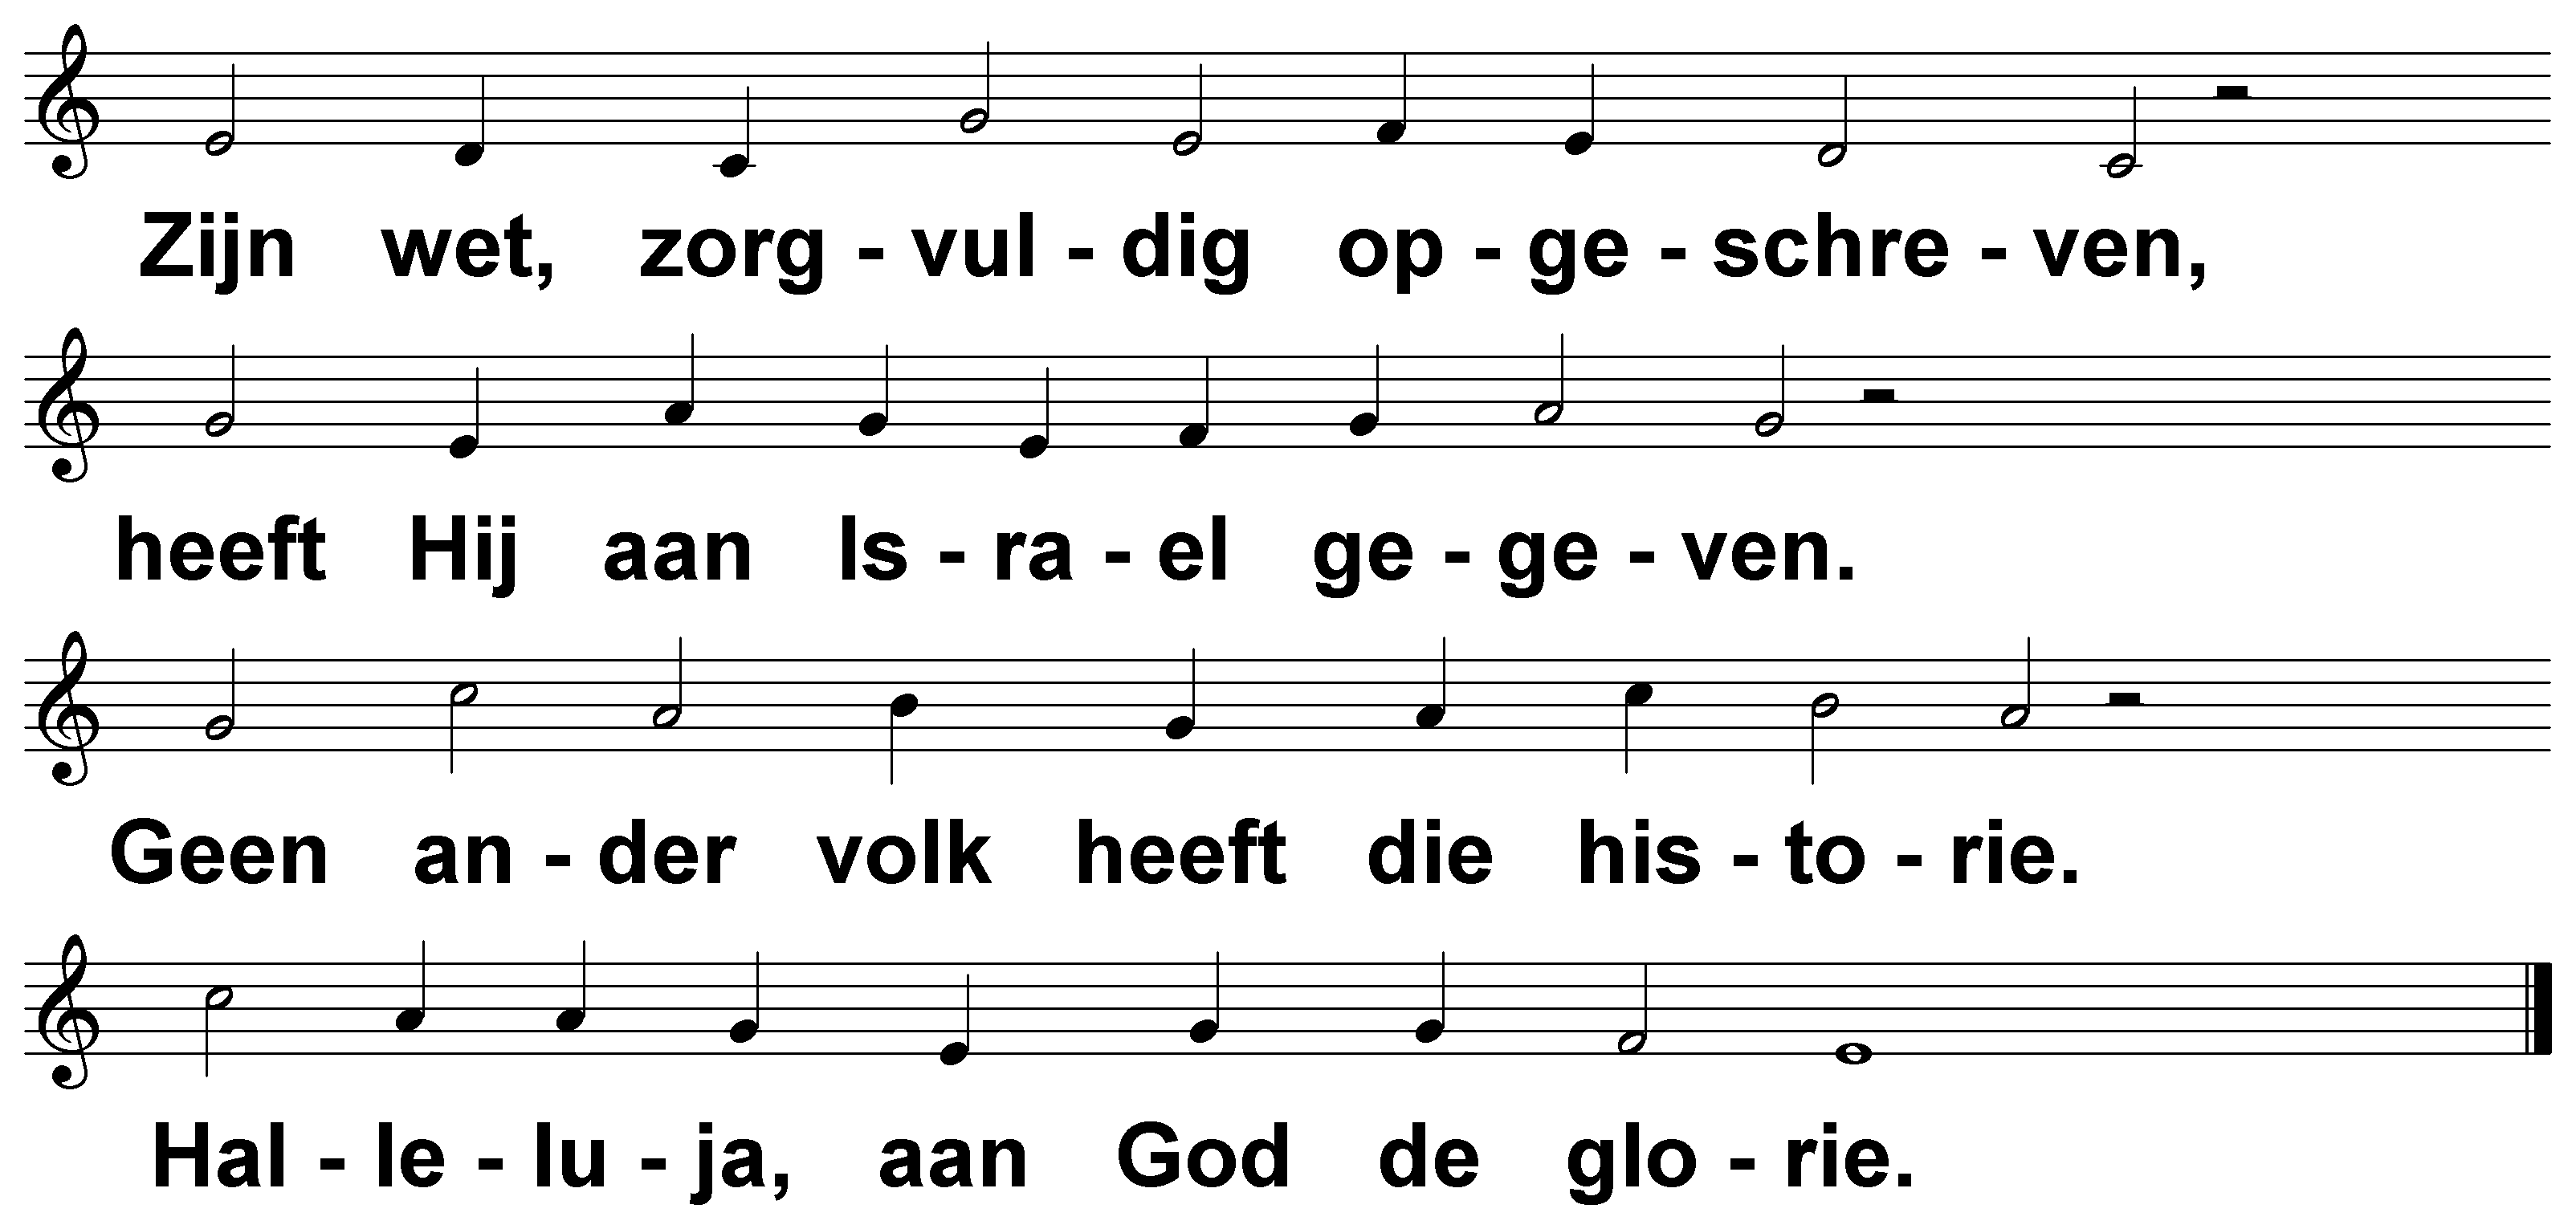 Zijn wet, zorg - vul - dig op - ge - schre - ven,
heeft Hij aan Is - ra - el ge - ge - ven.
Geen an - der volk heeft die his - to - rie.
Hal - le - lu - ja, aan God de glo - rie.